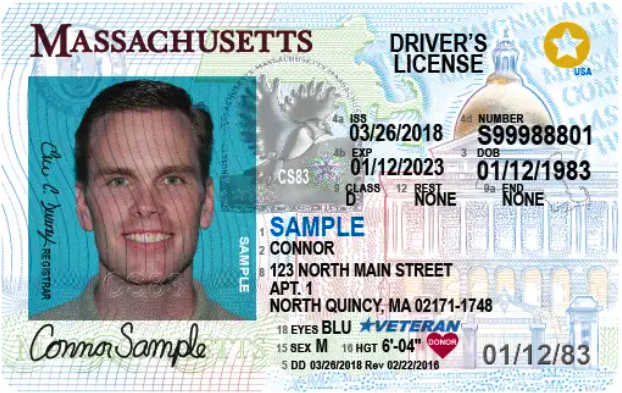 MASSACHUSETTS
DRIVER'S
LICENSE
USA
4a ISS
03/26/2018
4d NUMBER
S99988801
4b EXP
01/12/2023
3 DOB
01/12/1983
9 CLASS
D
12 REST
NONE
9a END
NONE
CS83
1 SAMPLE
2 CONNOR
8 123 NORTH MAIN STREET
APT. 1
NORTH QUINCY, MA 02171-1748
18 EYES BLU
VETERAN
15 SEX M
16 HGT 6'-04"
DONOR
5 DD 03/26/2018 Rev 02/22/2016
01/12/83
REGISTRAR
SAMPLE
CS83
Connor Sample